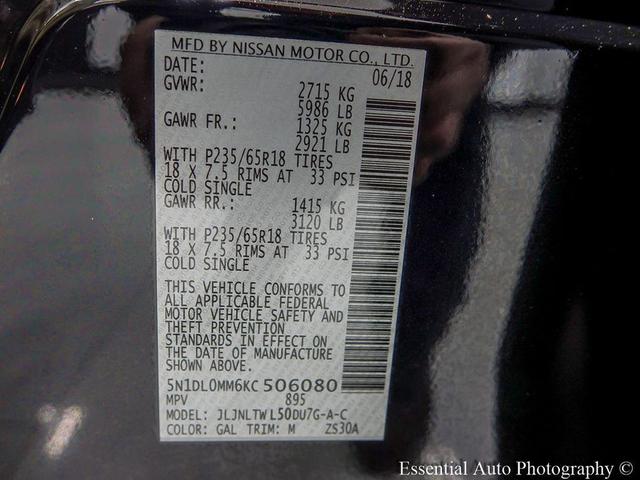 MFD BY NISSAN MOTOR CO., LTD.
DATE: 06/18
GVWR: 2715 KG
5986 LB
GAWR FR.: 1325 KG
2921 LB
WITH P235/65R18 TIRES
18 X 7.5 RIMS AT 33 PSI
COLD SINGLE
GAWR RR.: 1415 KG
3120 LB
WITH P235/65R18 TIRES
18 X 7.5 RIMS AT 33 PSI
COLD SINGLE
THIS VEHICLE CONFORMS TO
ALL APPLICABLE FEDERAL
MOTOR VEHICLE SAFETY AND
THEFT PREVENTION
STANDARDS IN EFFECT ON
THE DATE OF MANUFACTURE
SHOWN ABOVE.
5N1DL0MM6KC506080
MPV 895
MODEL: JLJNLTWL50DU7G-A-C
COLOR: GAL TRIM: M ZS30A
Essential Auto Photography ©